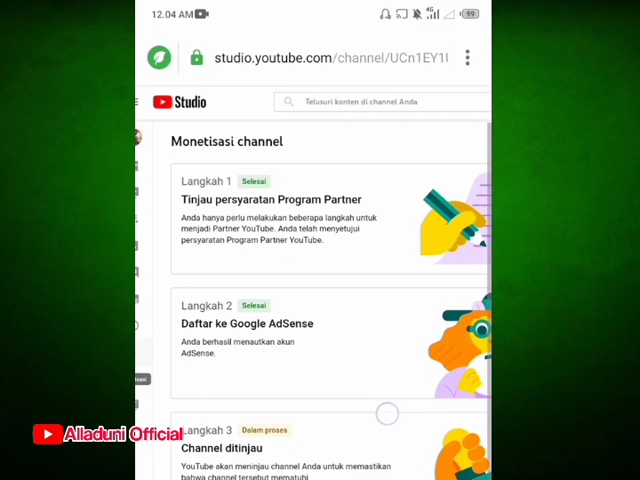 12.04 AM
4G
99
studio.youtube.com/channel/UCn1EY1
Studio
Telusuri konten di channel Anda
Monetisasi channel
Langkah 1 Selesai
Tinjau persyaratan Program Partner
Anda hanya perlu melakukan beberapa langkah untuk
menjadi Partner YouTube. Anda telah menyetujui
persyaratan Program Partner YouTube.
Langkah 2 Selesai
Daftar ke Google AdSense
Anda berhasil menautkan akun
AdSense.
Langkah 3 Dalam proses
Alladuni Official
Channel ditinjau
YouTube akan meninjau channel Anda untuk memastikan
bahwa channel tersebut mematuhi